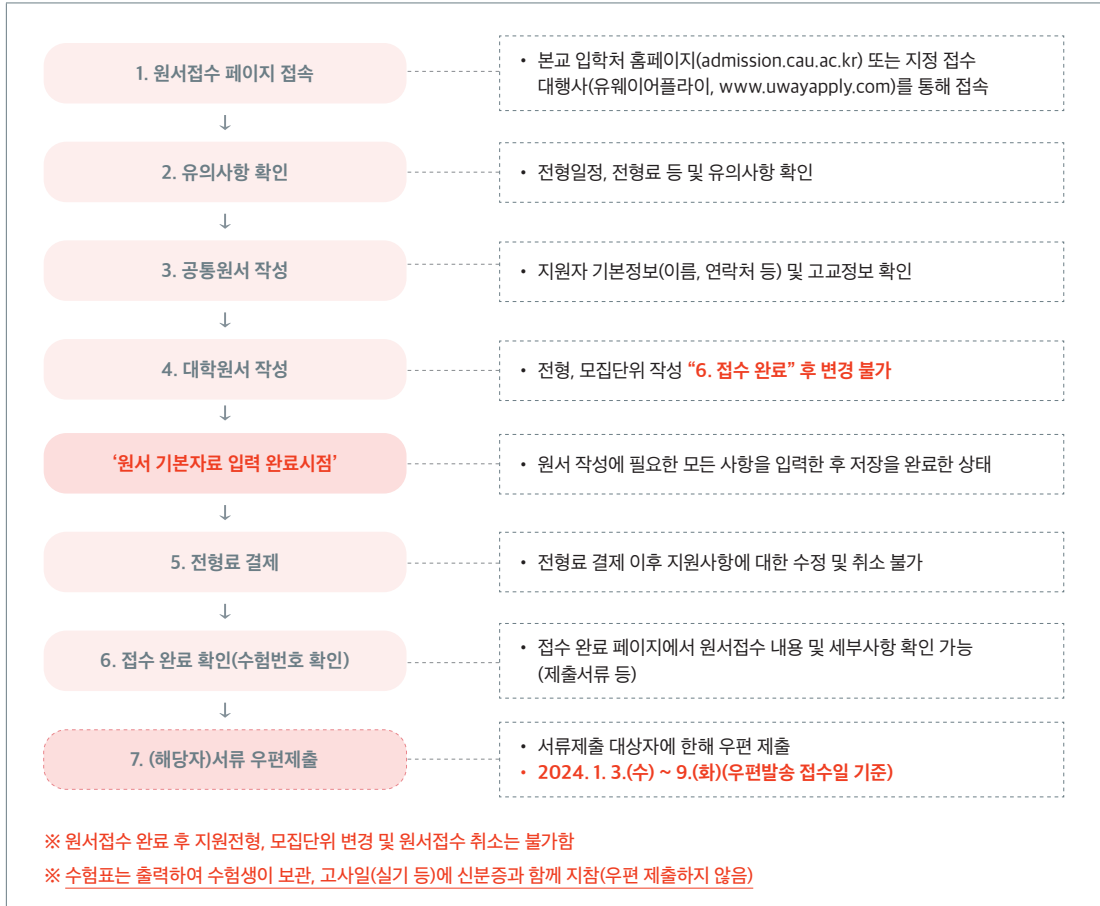 1. 원서접수 페이지 접속
• 본교 입학처 홈페이지(admission.cau.ac.kr) 또는 지정 접수
대행사(유웨이어플라이, www.uwayapply.com)를 통해 접속
↓
2. 유의사항 확인
• 전형일정, 전형료 등 및 유의사항 확인
↓
3. 공통원서 작성
• 지원자 기본정보(이름, 연락처 등) 및 고교정보 확인
↓
4. 대학원서 작성
• 전형, 모집단위 작성 “6. 접수 완료” 후 변경 불가
↓
‘원서 기본자료 입력 완료시점’
• 원서 작성에 필요한 모든 사항을 입력한 후 저장을 완료한 상태
↓
5. 전형료 결제
• 전형료 결제 이후 지원사항에 대한 수정 및 취소 불가
↓
6. 접수 완료 확인(수험번호 확인)
• 접수 완료 페이지에서 원서접수 내용 및 세부사항 확인 가능
(제출서류 등)
↓
7. (해당자)서류 우편제출
• 서류제출 대상자에 한해 우편 제출
• 2024. 1. 3.(수) ~ 9.(화)(우편발송 접수일 기준)
※ 원서접수 완료 후 지원전형, 모집단위 변경 및 원서접수 취소는 불가함
※ 수험표는 출력하여 수험생이 보관, 고사일(실기 등)에 신분증과 함께 지참(우편 제출하지 않음)